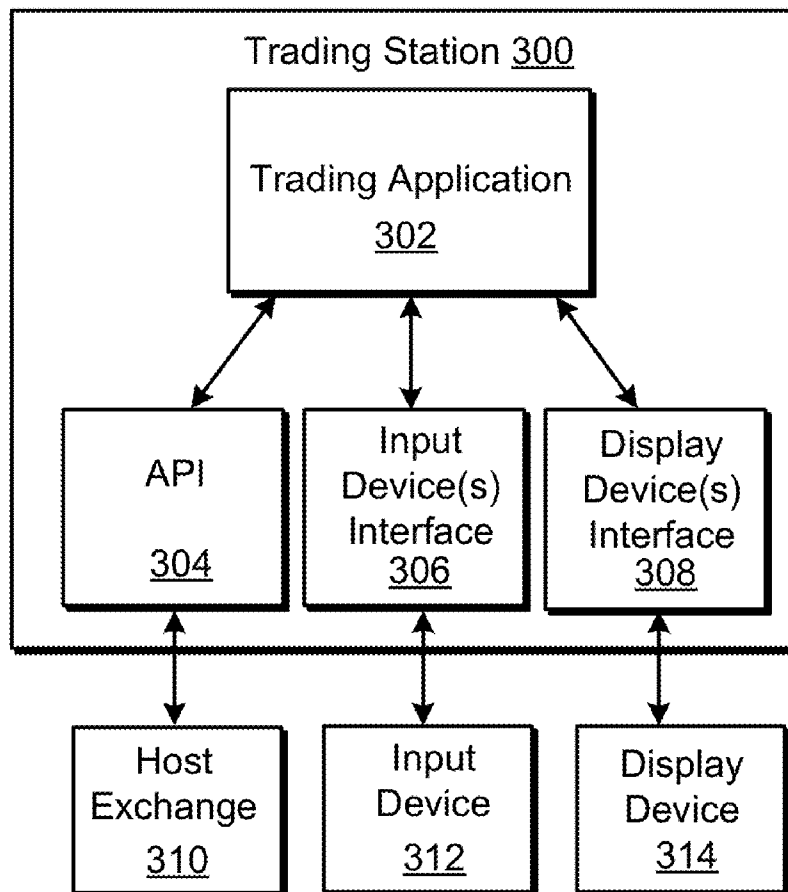 Trading Station 300
Trading Application
302
API
304
Input
Device(s)
Interface
306
Display
Device(s)
Interface
308
Host
Exchange
310
Input
Device
312
Display
Device
314